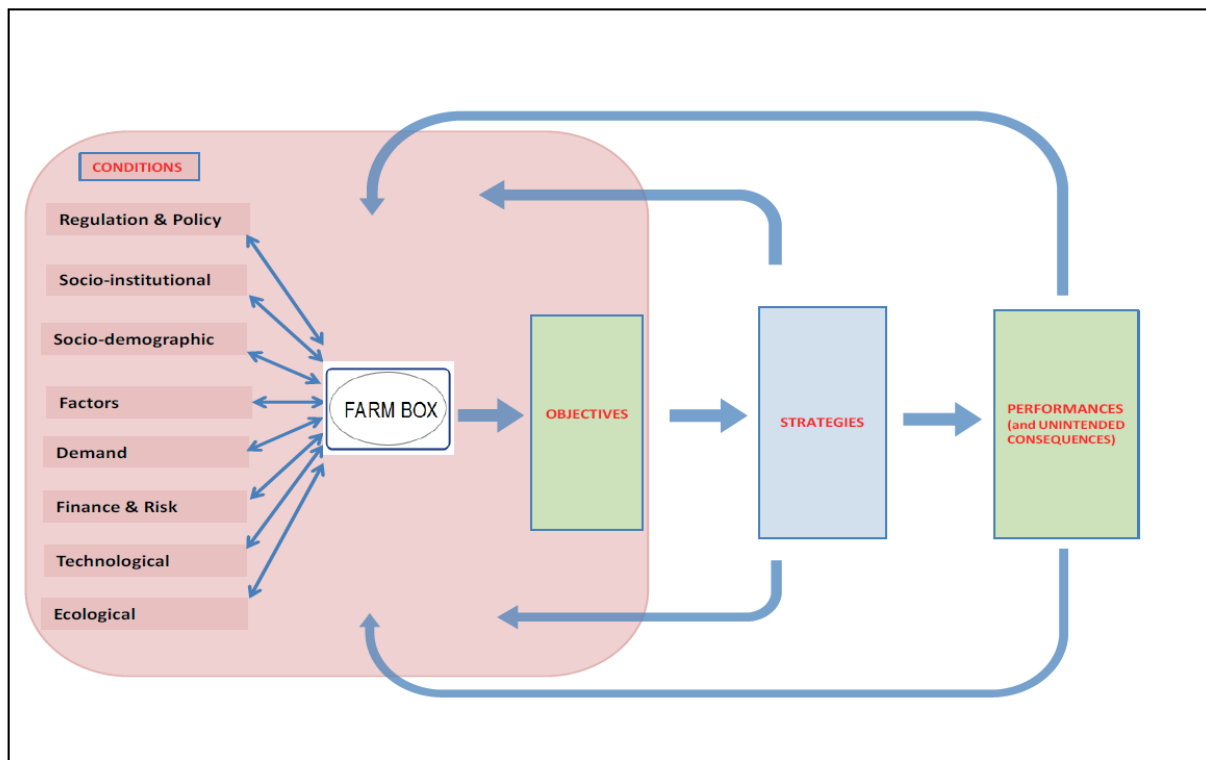 CONDITIONS
Regulation & Policy
Socio-institutional
Socio-demographic
Factors
Demand
Finance & Risk
Technological
Ecological
FARM BOX
OBJECTIVES
STRATEGIES
PERFORMANCES
(and UNINTENDED
CONSEQUENCES)